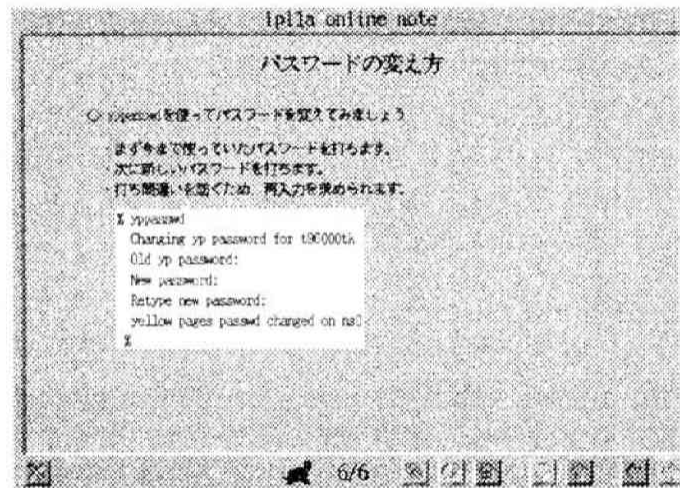 ip11a online note
パスワードの変え方
◇ yppasswdを使ってパスワードを変えてみましょう
・まず今まで使っていたパスワードを打ちます。
・次に新しいパスワードを打ちます。
・打ち間違いを防ぐため 再入力を求められます。
% yppasswd
Changing yp password for t96000tk
Old yp password:
New password:
Retype new password:
yellow pages passwd changed on ns0
%
6/6